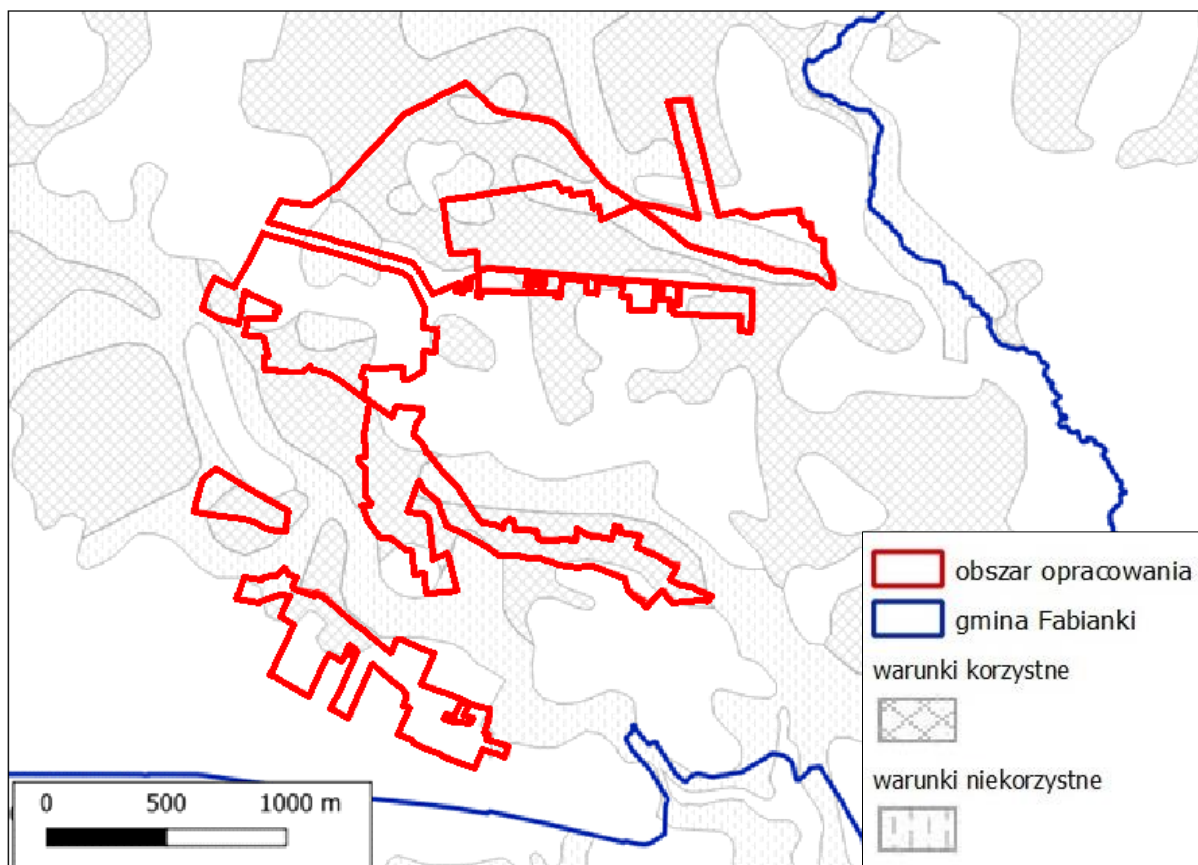 obszar opracowania
gmina Fabianki
warunki korzystne
warunki niekorzystne
0 500 1000 m